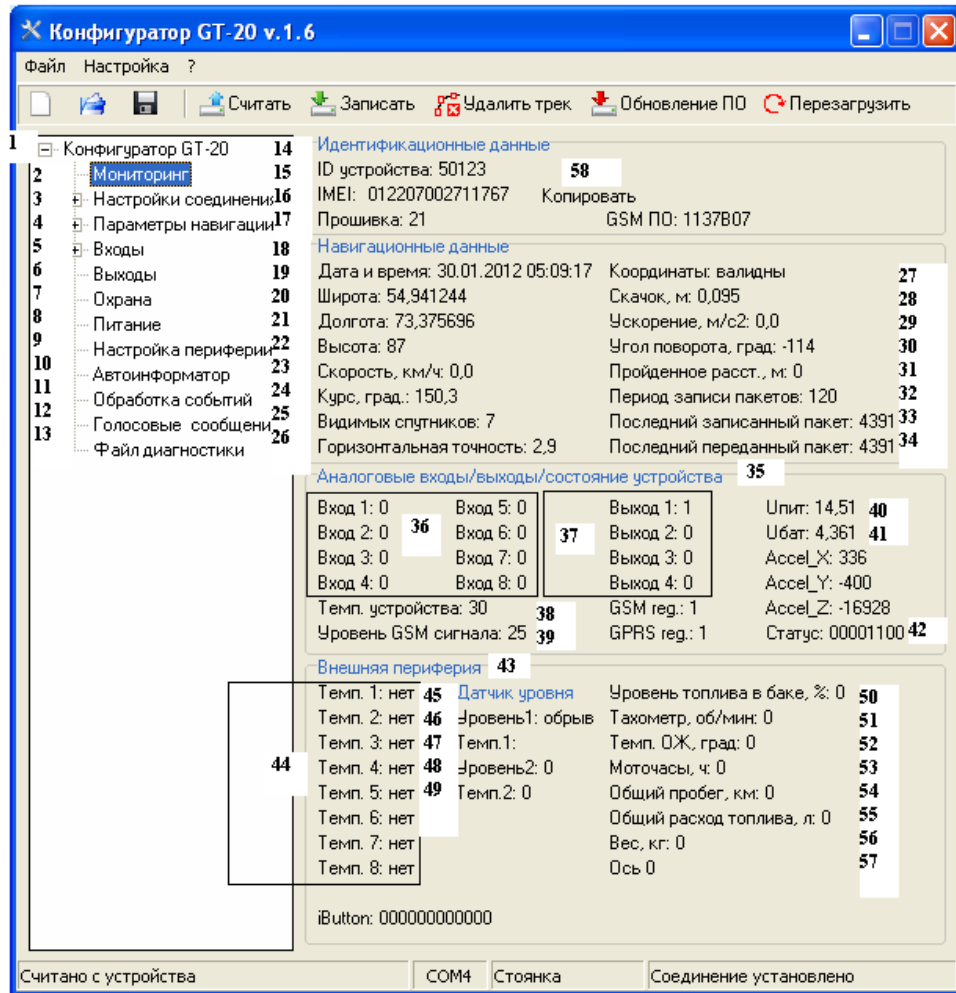 Конфигуратор GT-20 v.1.6
Файл Настройка ?
Считать Записать Удалить трек Обновление ПО Перезагрузить
1 Конфигуратор GT-20 14
2 Мониторинг 15
3 Настройки соединени 16
4 Параметры навигации 17
5 Входы 18
6 Выходы 19
7 Охрана 20
8 Питание 21
9 Настройка периферии 22
10 Автоинформатор 23
11 Обработка событий 24
12 Голосовые сообщени 25
13 Файл диагностики 26
Идентификационные данные
ID устройства: 50123 58
IMEI: 012207002711767 Копировать
Прошивка: 21 GSM ПО: 1137B07
Навигационные данные
Дата и время: 30.01.2012 05:09:17 Координаты: валидны 27
Широта: 54,941244 Скачок, м: 0,095 28
Долгота: 73,375696 Ускорение, м/с2: 0,0 29
Высота: 87 Угол поворота, град: -114 30
Скорость, км/ч: 0,0 Пройденное расст., м: 0 31
Курс, град.: 150,3 Период записи пакетов: 120 32
Видимых спутников: 7 Последний записанный пакет: 4391 33
Горизонтальная точность: 2,9 Последний переданный пакет: 4391 34
Аналоговые входы/выходы/состояние устройства 35
Вход 1: 0 36 Вход 5: 0 37 Выход 1: 1 Uпит: 14,51 40
Вход 2: 0 Вход 6: 0 Выход 2: 0 Uбат: 4,361 41
Вход 3: 0 Вход 7: 0 Выход 3: 0 Accel_X: 336
Вход 4: 0 Вход 8: 0 Выход 4: 0 Accel_Y: -400
Темп. устройства: 30 38 GSM reg.: 1 Accel_Z: -16928
Уровень GSM сигнала: 25 39 GPRS reg.: 1 Статус: 00001100 42
Внешняя периферия 43
Темп. 1: нет 45 Датчик уровня Уровень топлива в баке, %: 0 50
Темп. 2: нет 46 Уровень1: обрыв Тахометр, об/мин: 0 51
Темп. 3: нет 47 Темп.1: Темп. ОЖ, град: 0 52
44 Темп. 4: нет 48 Уровень2: 0 Моточасы, ч: 0 53
Темп. 5: нет 49 Темп.2: 0 Общий пробег, км: 0 54
Темп. 6: нет Общий расход топлива, л: 0 55
Темп. 7: нет Вес, кг: 0 56
Темп. 8: нет Ось 0 57
iButton: 000000000000
Считано с устройства COM4 Стоянка Соединение установлено